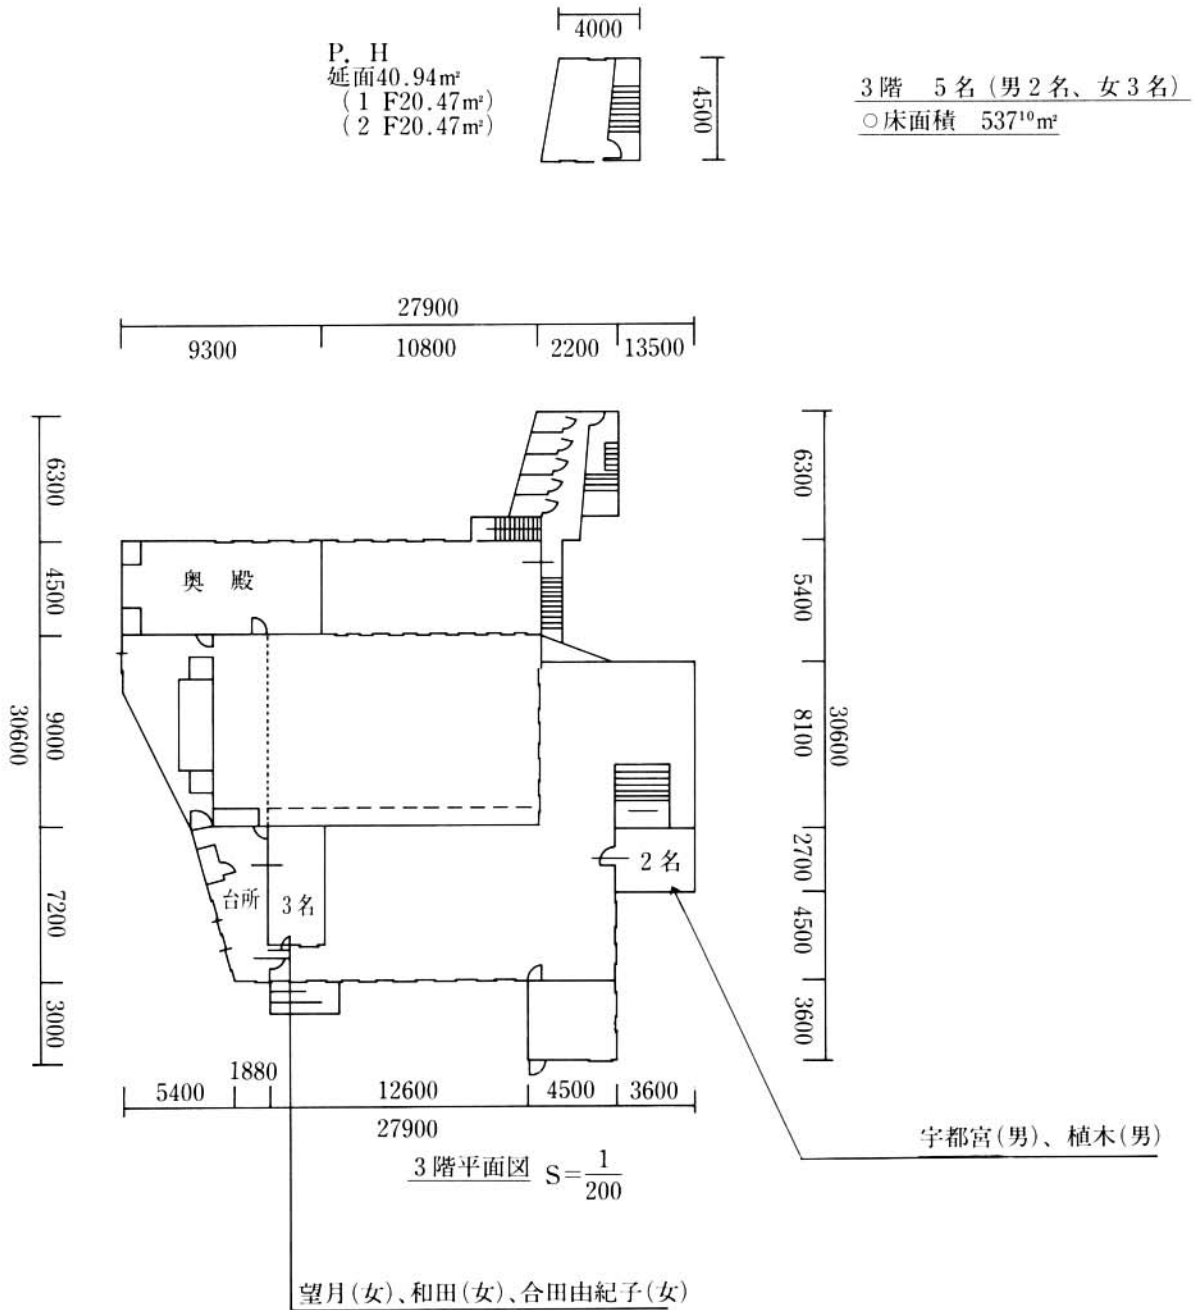 4000
P. H
延面40.94㎡
(1 F20.47㎡)
(2 F20.47㎡)
4500
3階 5名 (男2名、女3名)
○床面積 537¹⁰㎡
27900
9300 10800 2200 13500
6300
4500
9000
7200
3000
30600
6300
5400
8100
2700
4500
3600
30600
奥 殿
台所
3名
2名
5400 1880 12600 4500 3600
27900
3階平面図 S=1/200
宇都宮(男)、植木(男)
望月(女)、和田(女)、合田由紀子(女)